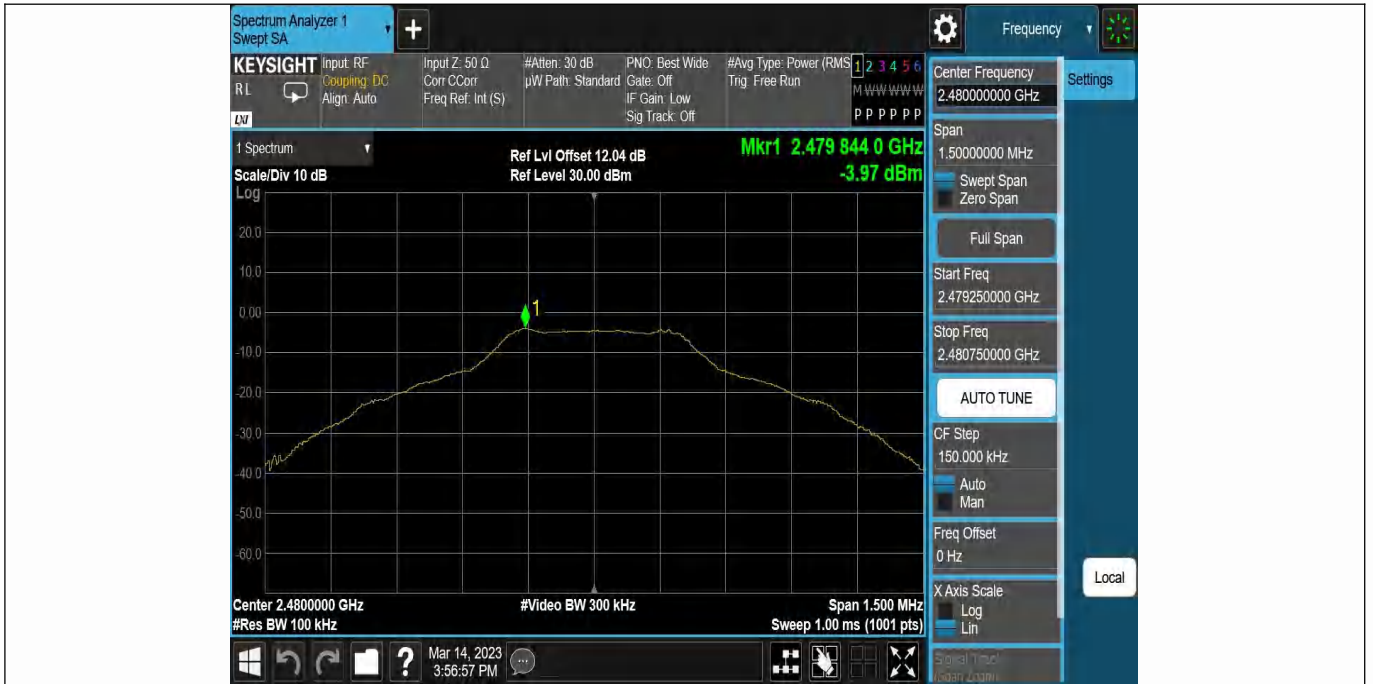 Spectrum Analyzer 1
Swept SA
+
Frequency
KEYSIGHT
RL
LXI
Input: RF
Coupling: DC
Align: Auto
Input Z: 50 Ω
Corr CCorr
Freq Ref: Int (S)
#Atten: 30 dB
µW Path: Standard
PNO: Best Wide
Gate: Off
IF Gain: Low
Sig Track: Off
#Avg Type: Power (RMS
Trig: Free Run
1 2 3 4 5 6
M W W W W W
P P P P P P
Center Frequency
2.480000000 GHz
Settings
Span
1.50000000 MHz
Swept Span
Zero Span
Full Span
Start Freq
2.479250000 GHz
Stop Freq
2.480750000 GHz
AUTO TUNE
CF Step
150.000 kHz
Auto
Man
Freq Offset
0 Hz
X Axis Scale
Log
Lin
Signal Track
(Span Zoom)
Local
1 Spectrum
Scale/Div 10 dB
Ref Lvl Offset 12.04 dB
Ref Level 30.00 dBm
Mkr1 2.479 844 0 GHz
-3.97 dBm
Log
20.0
10.0
0.00
-10.0
-20.0
-30.0
-40.0
-50.0
-60.0
1
Center 2.4800000 GHz
#Res BW 100 kHz
#Video BW 300 kHz
Span 1.500 MHz
Sweep 1.00 ms (1001 pts)
?
Mar 14, 2023
3:56:57 PM